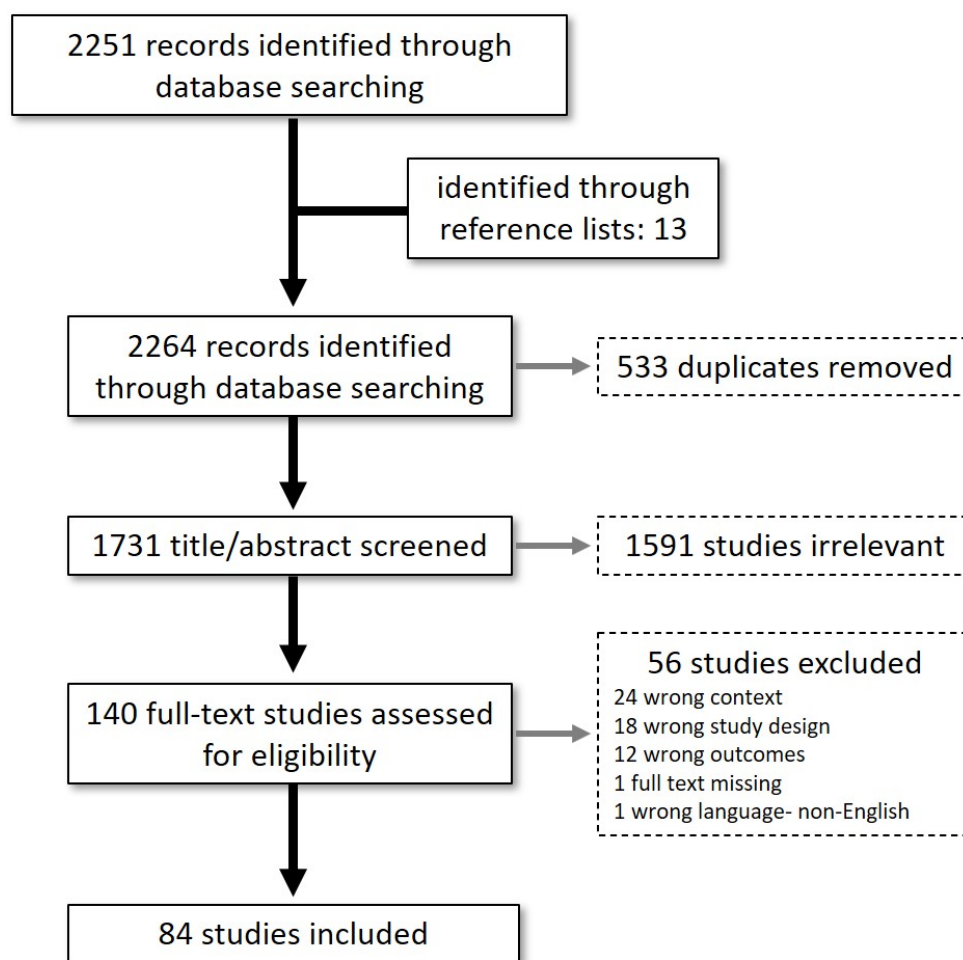 2251 records identified through
database searching
identified through
reference lists: 13
2264 records identified
through database searching
533 duplicates removed
1731 title/abstract screened
1591 studies irrelevant
140 full-text studies assessed
for eligibility
56 studies excluded
24 wrong context
18 wrong study design
12 wrong outcomes
1 full text missing
1 wrong language- non-English
84 studies included